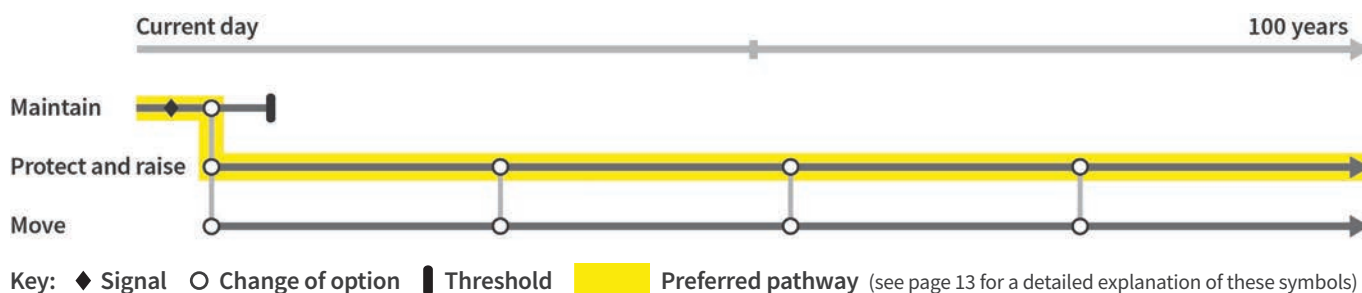 Current day 100 years
Maintain
Protect and raise
Move
Key: Signal Change of option Threshold Preferred pathway (see page 13 for a detailed explanation of these symbols)